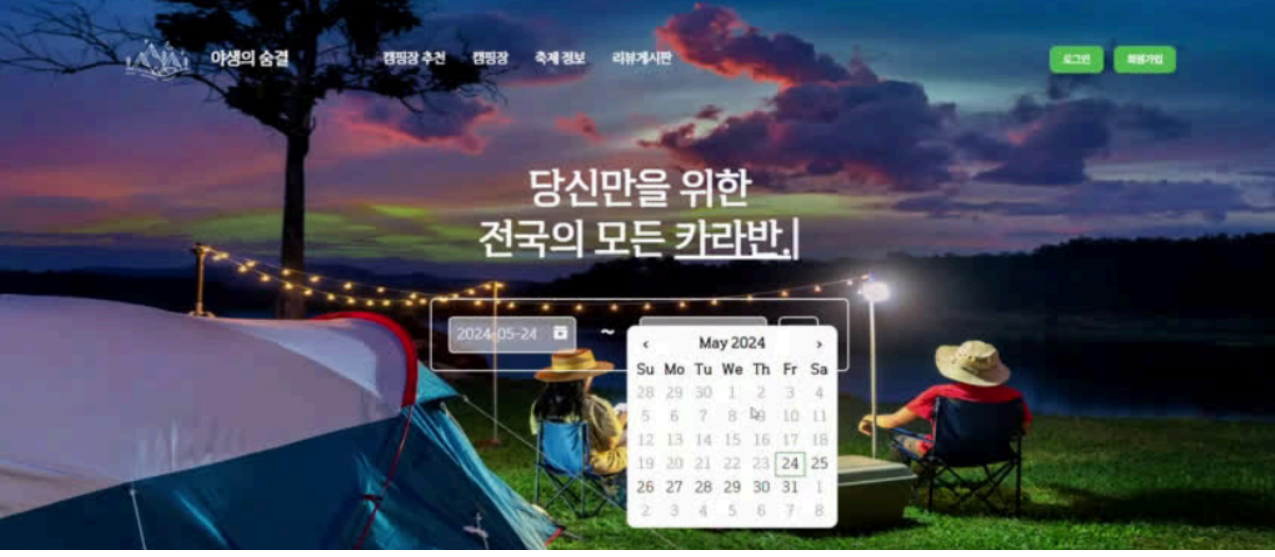 야생의 숨결 캠핑장 추천 캠핑장 축제 정보 리뷰게시판 로그인 회원가입
당신만을 위한
전국의 모든 카라반.|
2024-05-24 ~
‹ May 2024 ›
Su Mo Tu We Th Fr Sa
28 29 30 1 2 3 4
5 6 7 8 9 10 11
12 13 14 15 16 17 18
19 20 21 22 23 24 25
26 27 28 29 30 31 1
2 3 4 5 6 7 8